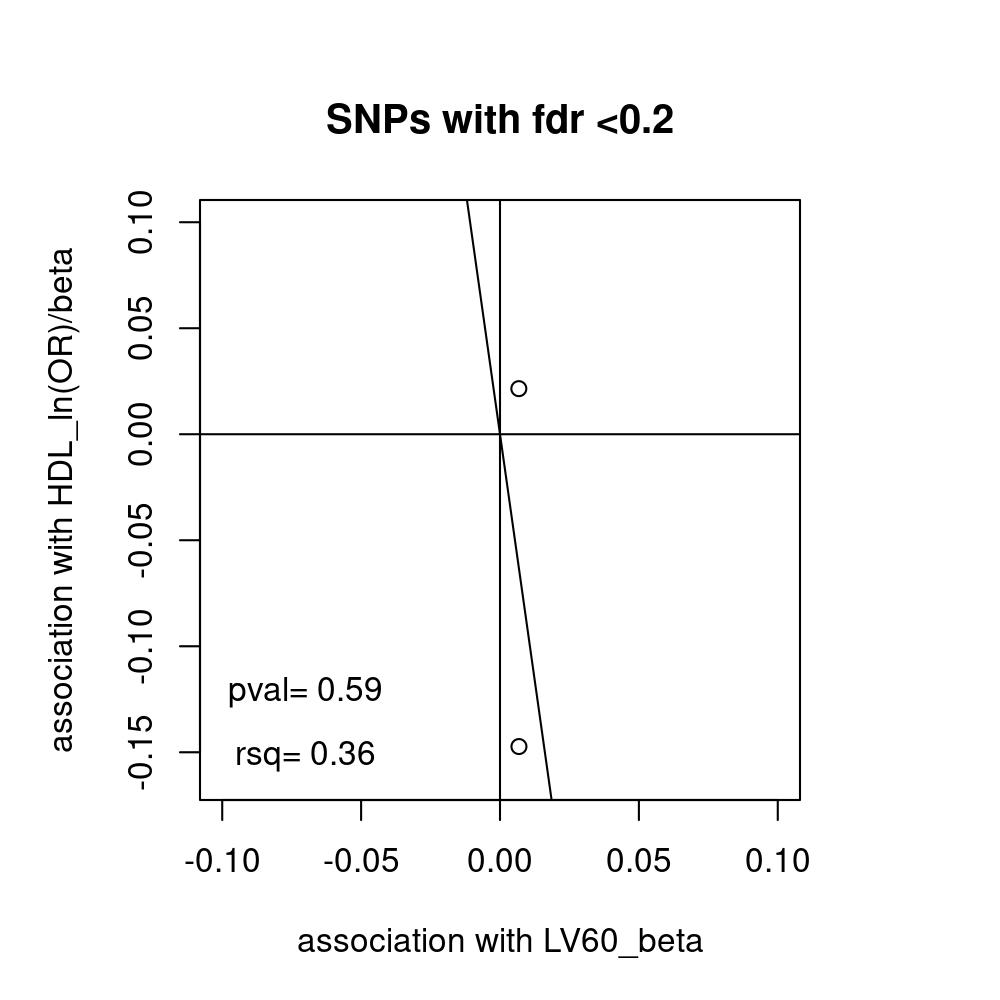 SNPs with fdr <0.2
association with HDL_ln(OR)/beta
0.10
0.05
0.00
-0.05
-0.10
-0.15
pval= 0.59
rsq= 0.36
-0.10 -0.05 0.00 0.05 0.10
association with LV60_beta